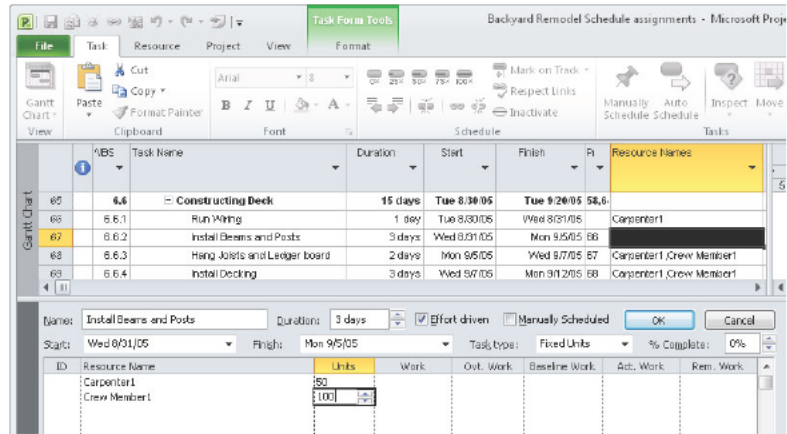 Task Form Tools Backyard Remodel Schedule assignments - Microsoft Proje
File Task Resource Project View Format
Cut
Copy
Format Painter
Paste
Gantt Chart
Arial 8
B I U A
0% 25% 50% 75% 100%
Mark on Track
Respect Links
Inactivate
Manually Schedule
Auto Schedule
Inspect
Move
View Clipboard Font Schedule Tasks
WBS Task Name Duration Start Finish Resource Names
5
Gantt Chart
65 6.6 Constructing Deck 15 days Tue 8/30/05 Tue 9/20/05 58,6
66 6.6.1 Run Wiring 1 day Tue 8/30/05 Wed 8/31/05 Carpenter1
67 6.6.2 Install Beams and Posts 3 days Wed 8/31/05 Mon 9/5/05 66
68 6.6.3 Hang Joists and Ledger board 2 days Mon 9/5/05 Wed 9/7/05 67 Carpenter1,Crew Member1
69 6.6.4 Install Decking 3 days Wed 9/7/05 Mon 9/12/05 68 Carpenter1,Crew Member1
Name: Install Beams and Posts Duration: 3 days Effort driven Manually Scheduled OK Cancel
Start: Wed 8/31/05 Finish: Mon 9/5/05 Task type: Fixed Units % Complete: 0%
ID Resource Name Units Work Ovt. Work Baseline Work Act. Work Rem. Work
Carpenter1 50
Crew Member1 100